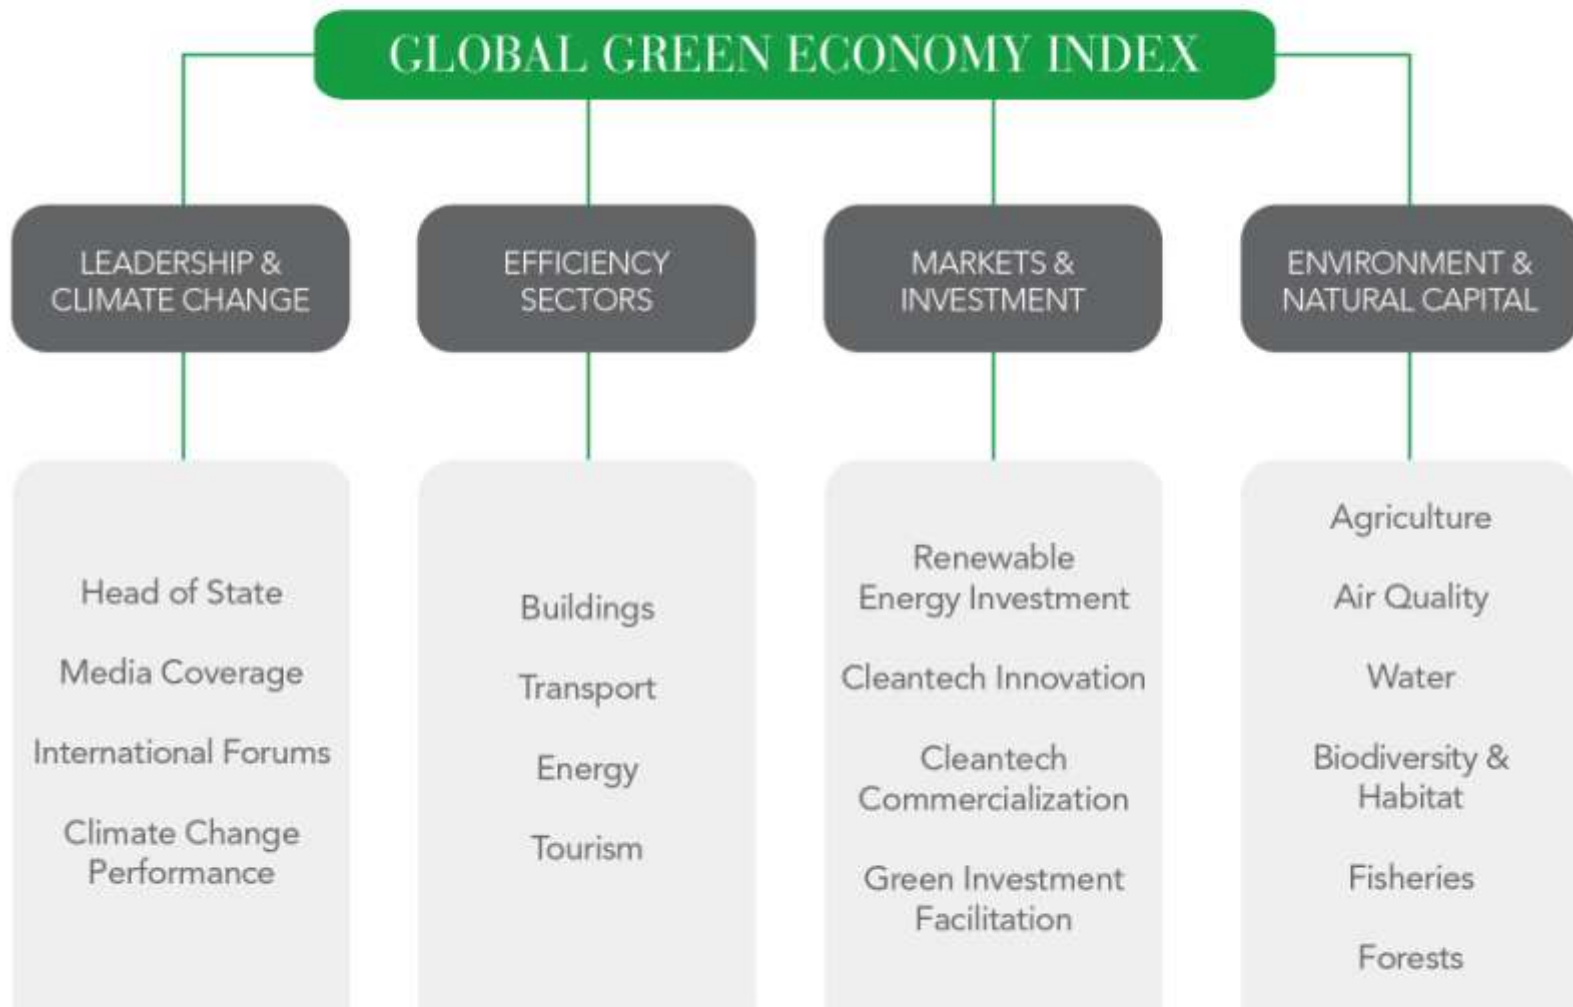 GLOBAL GREEN ECONOMY INDEX
LEADERSHIP &
CLIMATE CHANGE
EFFICIENCY
SECTORS
MARKETS &
INVESTMENT
ENVIRONMENT &
NATURAL CAPITAL
Head of State
Media Coverage
International Forums
Climate Change
Performance
Buildings
Transport
Energy
Tourism
Renewable
Energy Investment
Cleantech Innovation
Cleantech
Commercialization
Green Investment
Facilitation
Agriculture
Air Quality
Water
Biodiversity &
Habitat
Fisheries
Forests